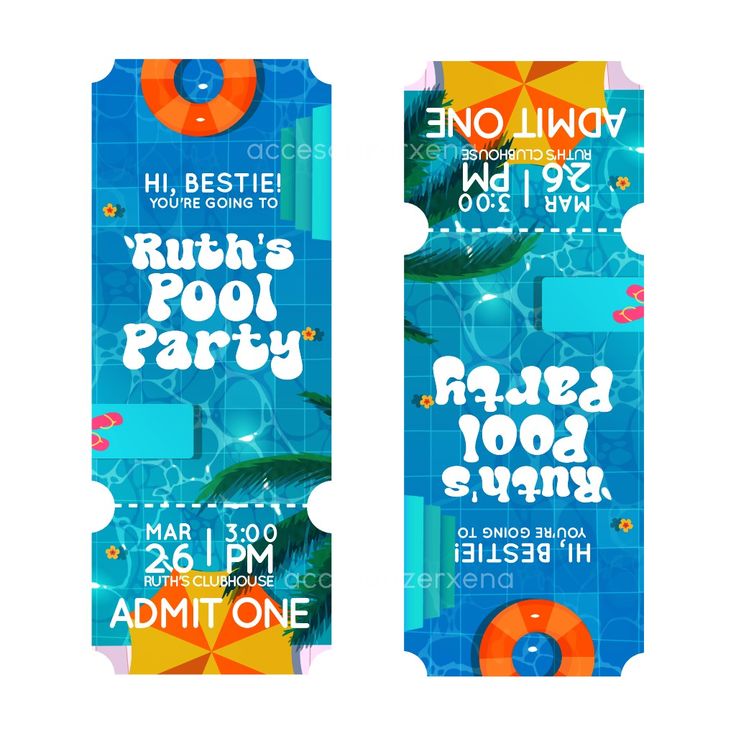 HI, BESTIE!
YOU'RE GOING TO
'Ruth's
Pool
Party
MAR
26
3:00
PM
RUTH'S CLUBHOUSE
ADMIT ONE
ADMIT ONE
RUTH'S CLUBHOUSE
MAR
26
3:00
PM
'Ruth's
Pool
Party
YOU'RE GOING TO
HI, BESTIE!